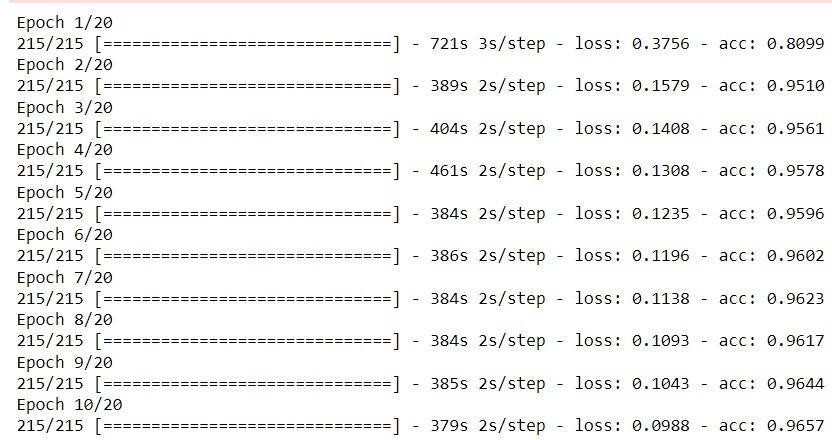 Epoch 1/20
215/215 [==============================] - 721s 3s/step - loss: 0.3756 - acc: 0.8099
Epoch 2/20
215/215 [==============================] - 389s 2s/step - loss: 0.1579 - acc: 0.9510
Epoch 3/20
215/215 [==============================] - 404s 2s/step - loss: 0.1408 - acc: 0.9561
Epoch 4/20
215/215 [==============================] - 461s 2s/step - loss: 0.1308 - acc: 0.9578
Epoch 5/20
215/215 [==============================] - 384s 2s/step - loss: 0.1235 - acc: 0.9596
Epoch 6/20
215/215 [==============================] - 386s 2s/step - loss: 0.1196 - acc: 0.9602
Epoch 7/20
215/215 [==============================] - 384s 2s/step - loss: 0.1138 - acc: 0.9623
Epoch 8/20
215/215 [==============================] - 384s 2s/step - loss: 0.1093 - acc: 0.9617
Epoch 9/20
215/215 [==============================] - 385s 2s/step - loss: 0.1043 - acc: 0.9644
Epoch 10/20
215/215 [==============================] - 379s 2s/step - loss: 0.0988 - acc: 0.9657